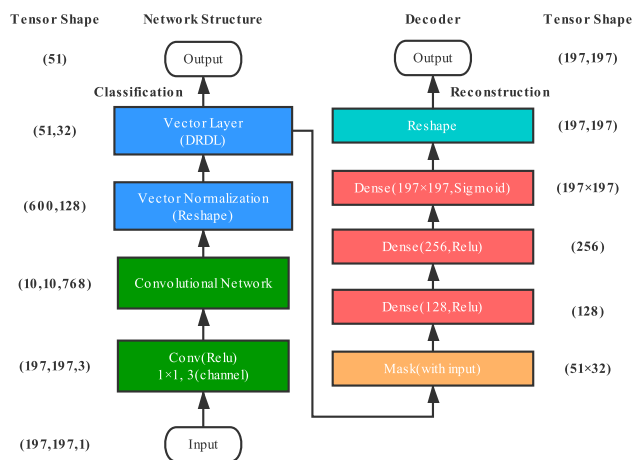 Tensor Shape
Network Structure
Decoder
Tensor Shape
(51)
Output
Output
(197,197)
Classification
Reconstruction
(51,32)
Vector Layer
(DRDL)
Reshape
(197,197)
(600,128)
Vector Normalization
(Reshape)
Dense(197×197,Sigmoid)
(197×197)
Dense(256,Relu)
(256)
(10,10,768)
Convolutional Network
Dense(128,Relu)
(128)
(197,197,3)
Conv(Relu)
1×1, 3(channel)
Mask(with input)
(51×32)
(197,197,1)
Input